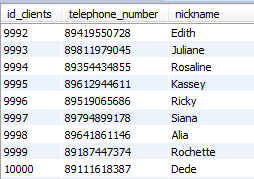 id_clients telephone_number nickname
9992 89419550728 Edith
9993 89811979045 Juliane
9994 89354434855 Rosaline
9995 89612944611 Kassey
9996 89519065686 Ricky
9997 89794899178 Siana
9998 89641861146 Alia
9999 89187447374 Rochette
10000 89111618387 Dede